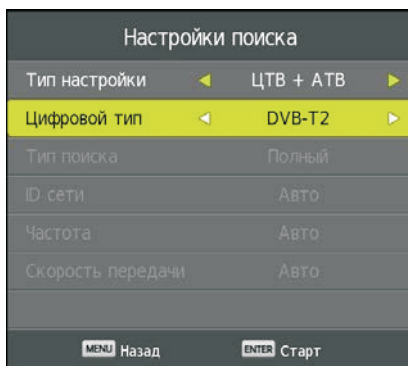 Настройки поиска
Тип настройки ЦТВ + АТВ
Цифровой тип DVB-T2
Тип поиска Полный
ID сети Авто
Частота Авто
Скорость передачи Авто
MENU Назад ENTER Старт